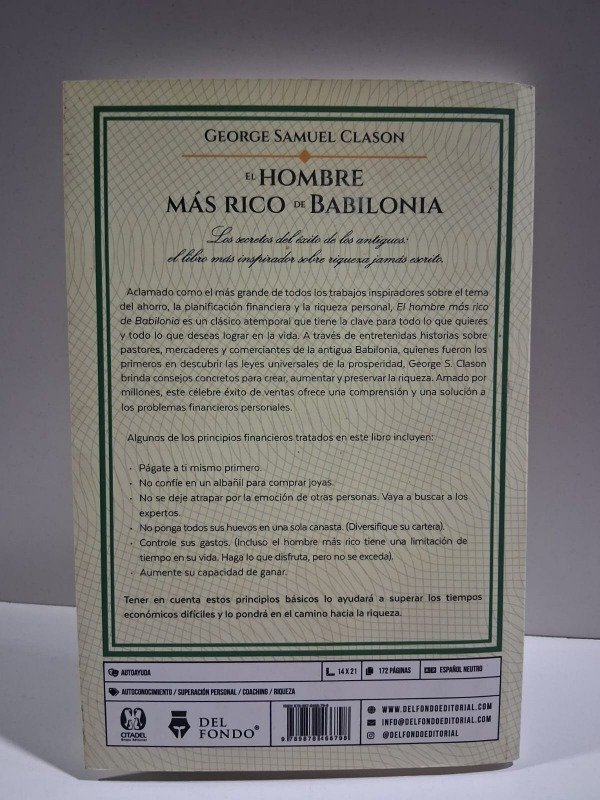 GEORGE SAMUEL CLASON
EL HOMBRE
MÁS RICO DE BABILONIA
Los secretos del éxito de los antiguos:
el libro más inspirador sobre riqueza jamás escrito.
Aclamado como el más grande de todos los trabajos inspiradores sobre el tema
del ahorro, la planificación financiera y la riqueza personal, El hombre más rico
de Babilonia es un clásico atemporal que tiene la clave para todo lo que quieres
y todo lo que deseas lograr en la vida. A través de entretenidas historias sobre
pastores, mercaderes y comerciantes de la antigua Babilonia, quienes fueron los
primeros en descubrir las leyes universales de la prosperidad, George S. Clason
brinda consejos concretos para crear, aumentar y preservar la riqueza. Amado por
millones, este célebre éxito de ventas ofrece una comprensión y una solución a
los problemas financieros personales.
Algunos de los principios financieros tratados en este libro incluyen:
· Págate a ti mismo primero.
· No confíe en un albañil para comprar joyas.
· No se deje atrapar por la emoción de otras personas. Vaya a buscar a los
expertos.
· No ponga todos sus huevos en una sola canasta. (Diversifique su cartera).
· Controle sus gastos. (Incluso el hombre más rico tiene una limitación de
tiempo en su vida. Haga lo que disfruta, pero no se exceda).
· Aumente su capacidad de ganar.
Tener en cuenta estos principios básicos lo ayudará a superar los tiempos
económicos difíciles y lo pondrá en el camino hacia la riqueza.
AUTOAYUDA
14 X 21
172 PÁGINAS
ESPAÑOL NEUTRO
AUTOCONOCIMIENTO / SUPERACIÓN PERSONAL / COACHING / RIQUEZA
CITADEL
Grupo Editorial
DEL
FONDO®
WWW.DELFONDOEDITORIAL.COM
INFO@DELFONDOEDITORIAL.COM
@DELFONDOEDITORIAL